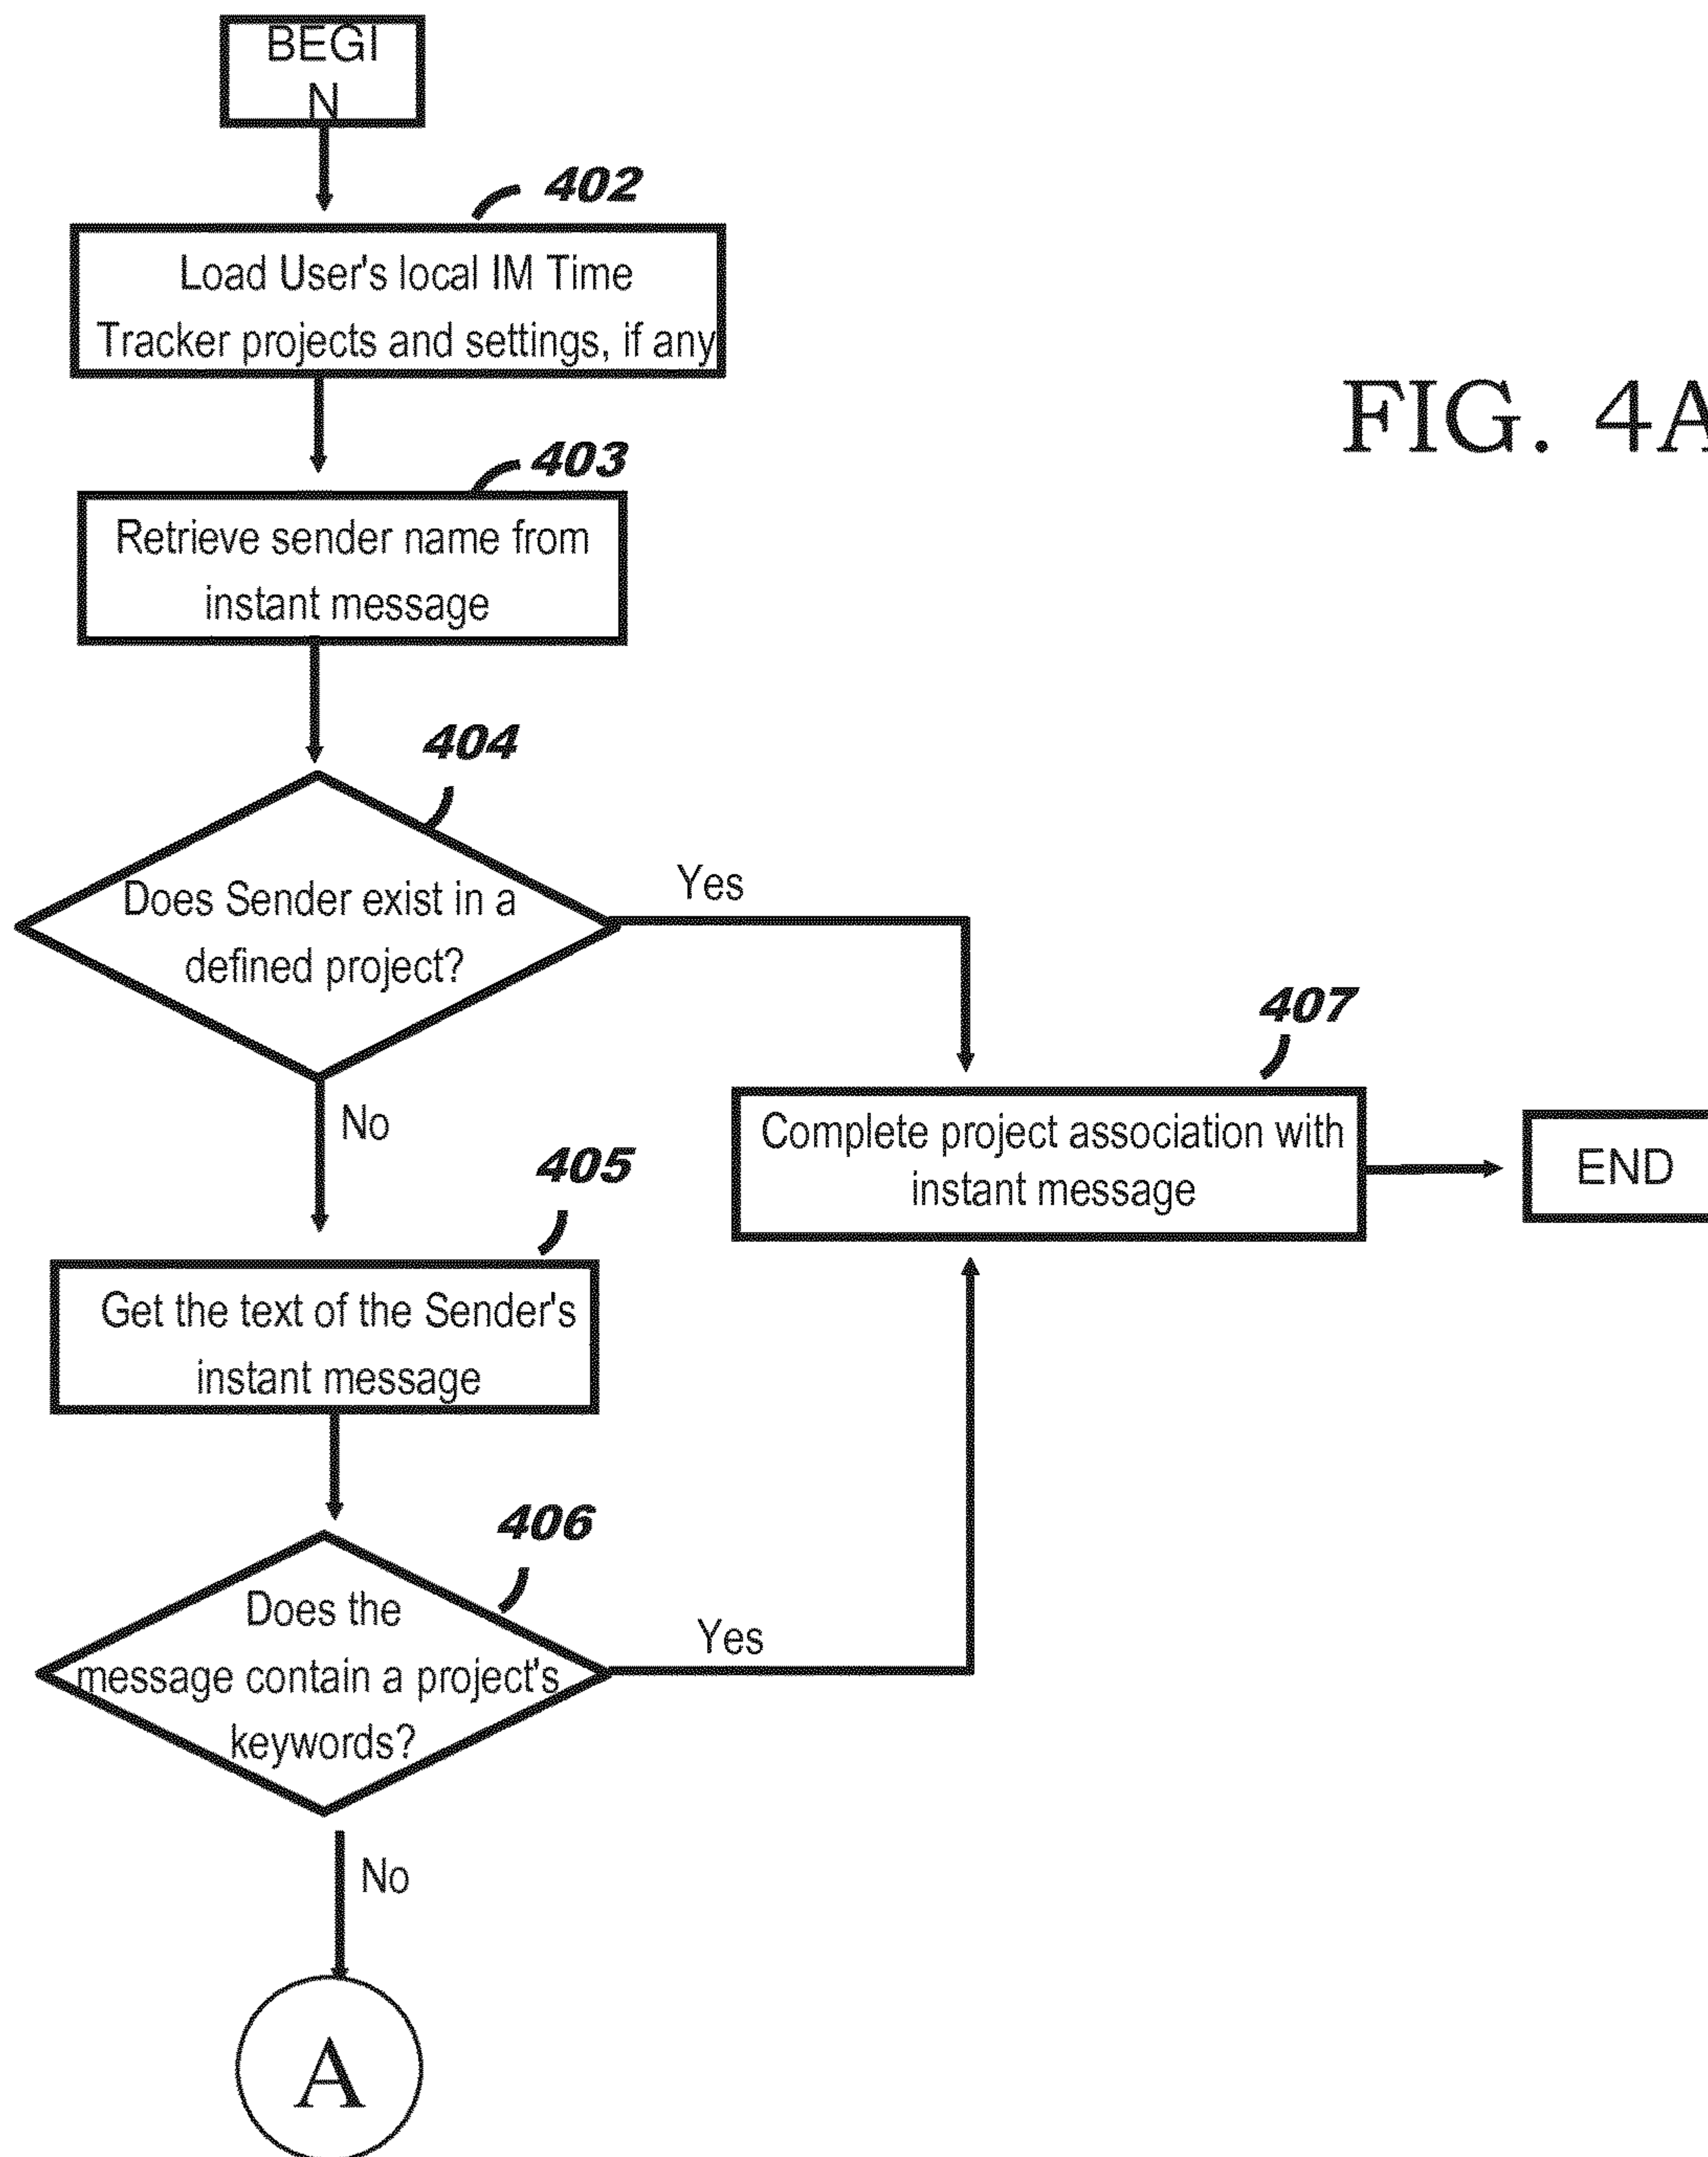 BEGI
N
402
Load User's local IM Time
Tracker projects and settings, if any
FIG. 4A
403
Retrieve sender name from
instant message
404
Does Sender exist in a
defined project?
Yes
No
407
Complete project association with
instant message
END
405
Get the text of the Sender's
instant message
406
Does the
message contain a project's
keywords?
Yes
No
A